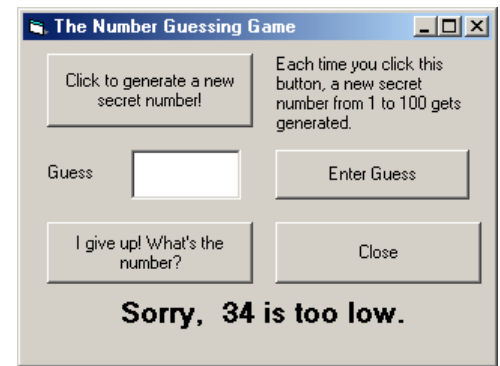 The Number Guessing Game
Click to generate a new
secret number!
Each time you click this
button, a new secret
number from 1 to 100 gets
generated.
Guess
Enter Guess
I give up! What's the
number?
Close
Sorry, 34 is too low.